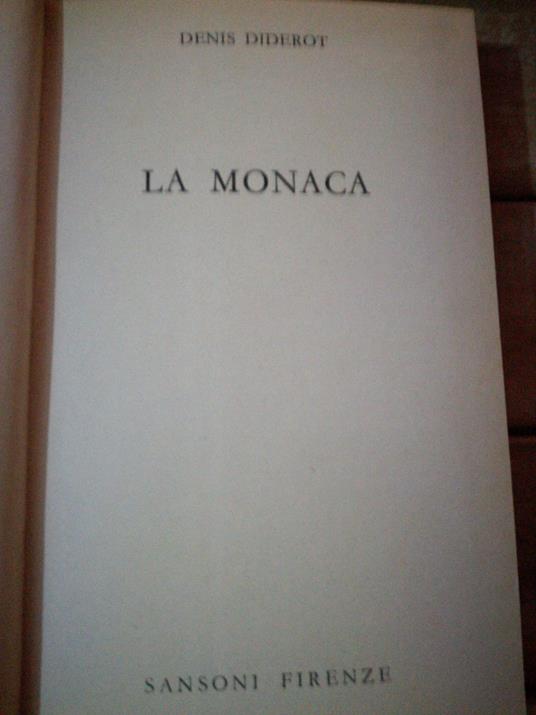 DENIS DIDEROT
LA MONACA
SANSONI FIRENZE